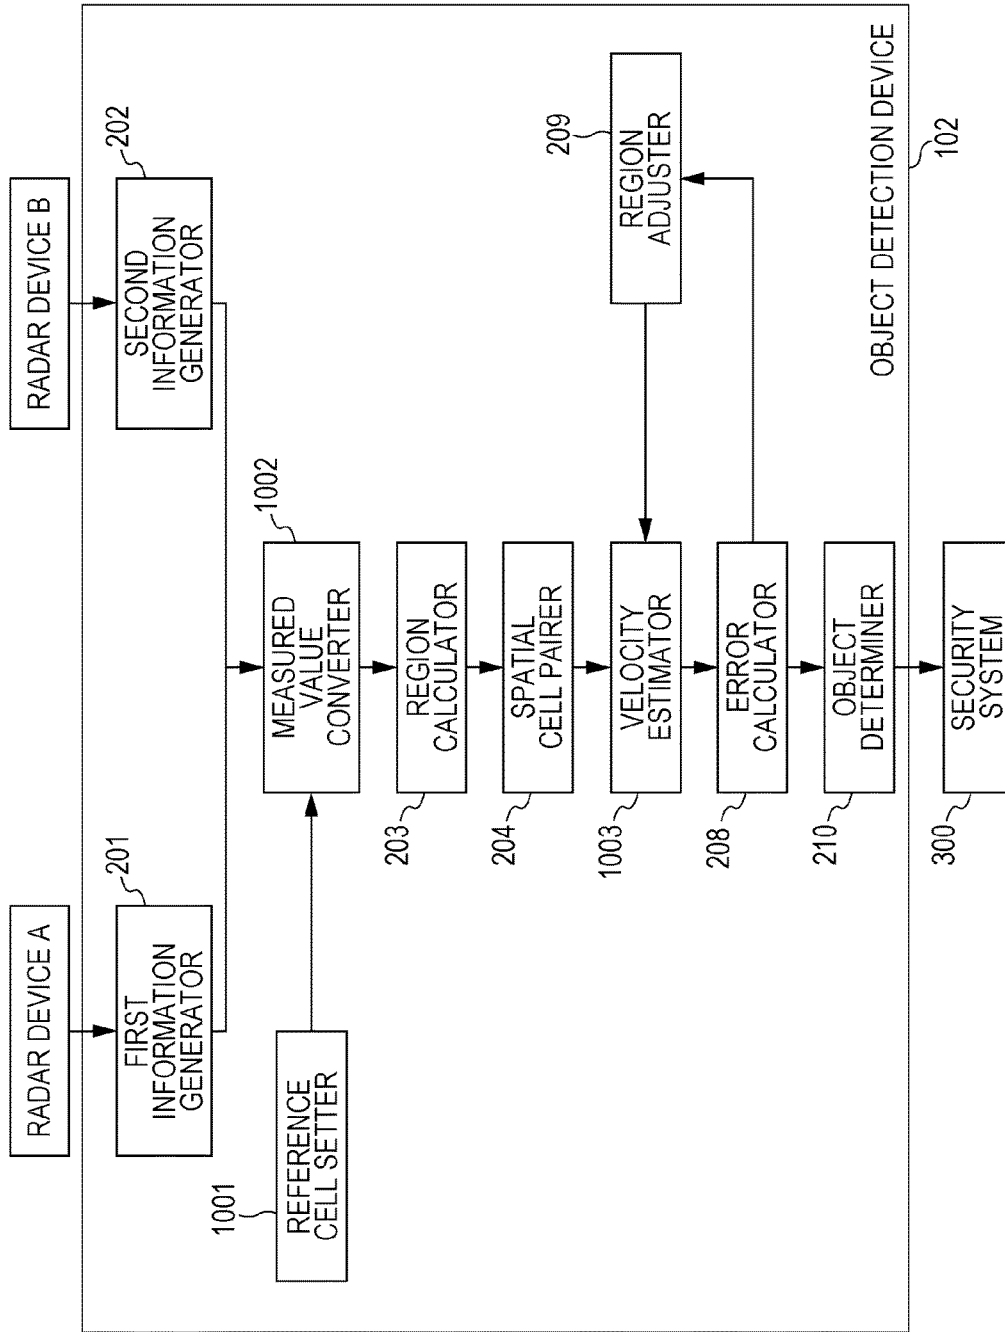 RADAR DEVICE A
RADAR DEVICE B
201
FIRST
INFORMATION
GENERATOR
202
SECOND
INFORMATION
GENERATOR
1001
REFERENCE
CELL SETTER
1002
MEASURED
VALUE
CONVERTER
203
REGION
CALCULATOR
204
SPATIAL
CELL PAIRER
1003
VELOCITY
ESTIMATOR
209
REGION
ADJUSTER
208
ERROR
CALCULATOR
210
OBJECT
DETERMINER
OBJECT DETECTION DEVICE
102
300
SECURITY
SYSTEM